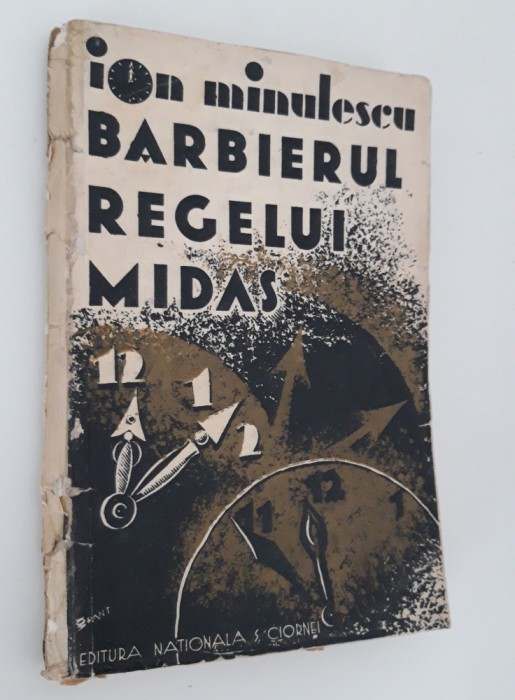 ion minulescu
BARBIERUL
REGELUI
MIDAS
12
1
2
11
12
1
EDITURA NATIONALA S. CIORNEI